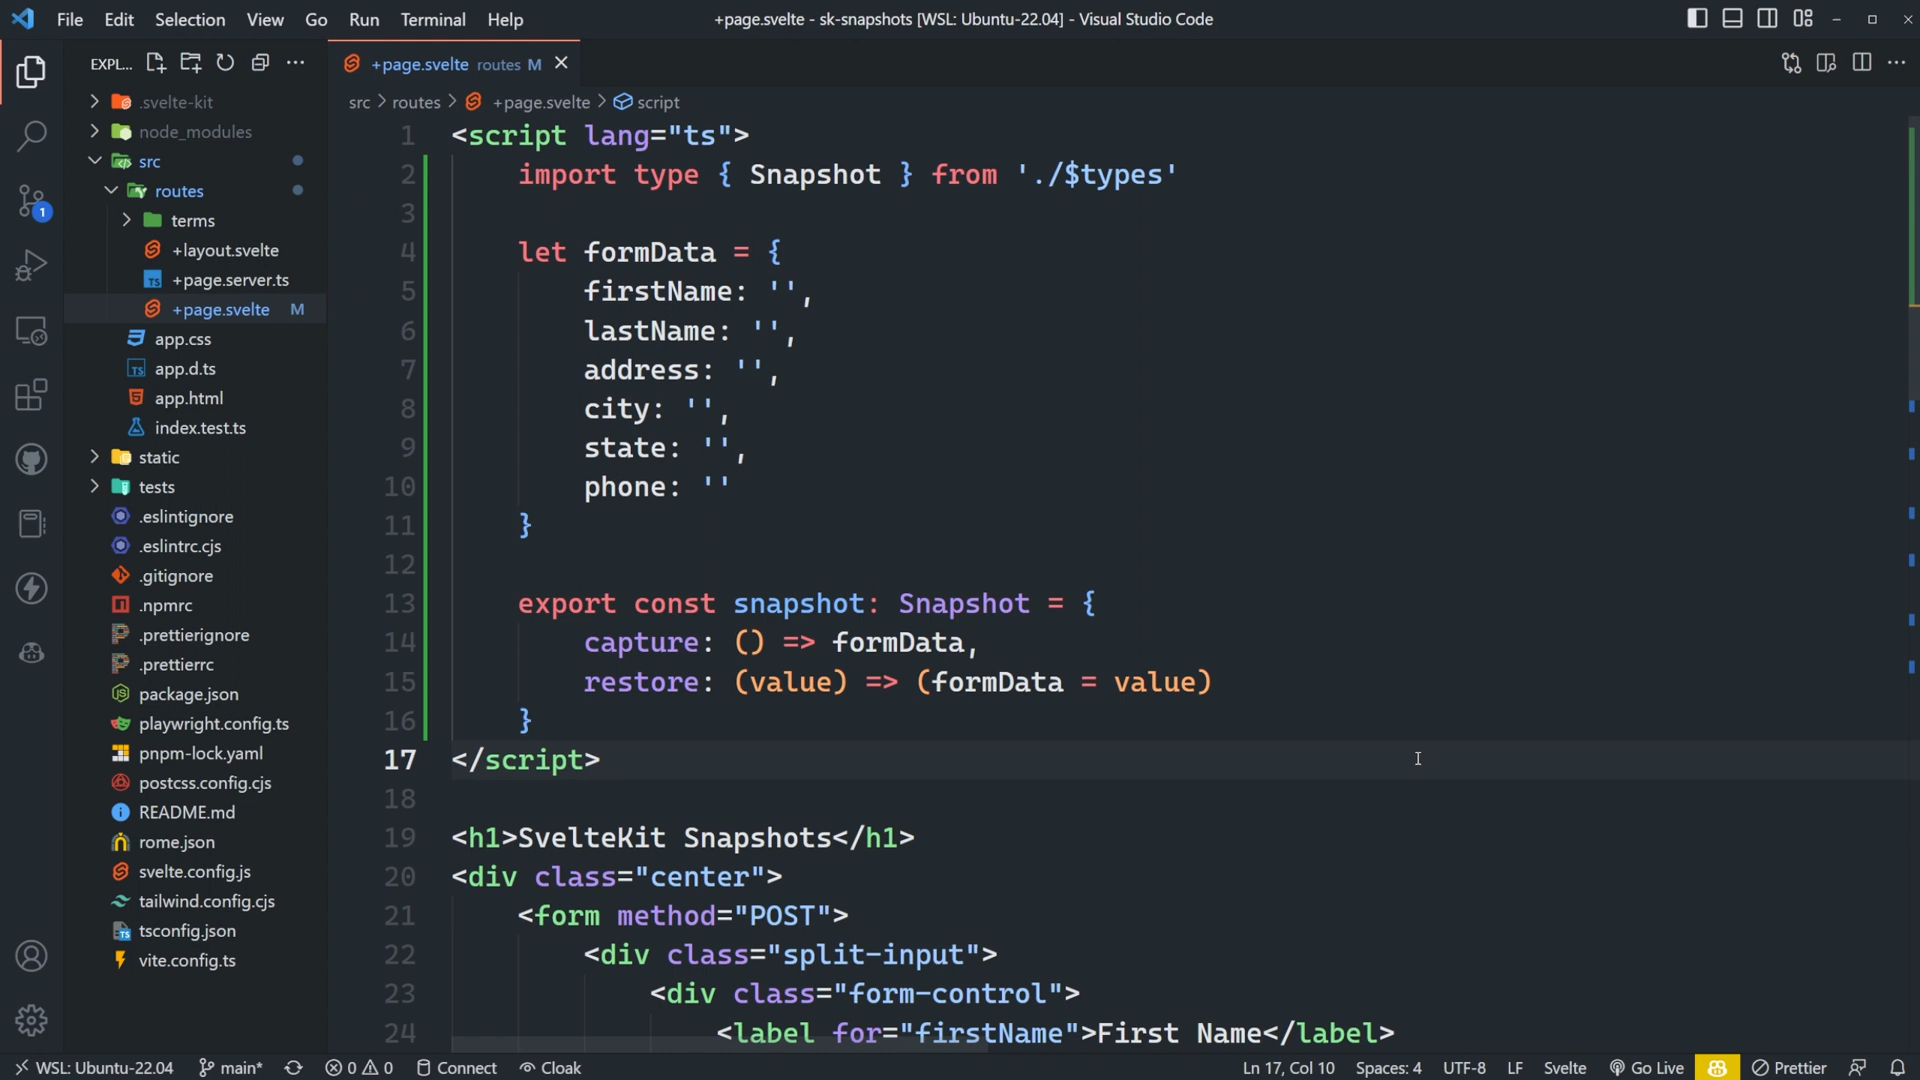 File Edit Selection View Go Run Terminal Help
+page.svelte - sk-snapshots [WSL: Ubuntu-22.04] - Visual Studio Code
EXPL...
.svelte-kit
node_modules
src
routes
terms
+layout.svelte
TS +page.server.ts
+page.svelte M
app.css
TS app.d.ts
app.html
index.test.ts
static
tests
.eslintignore
.eslintrc.cjs
.gitignore
.npmrc
.prettierignore
.prettierrc
package.json
playwright.config.ts
pnpm-lock.yaml
postcss.config.cjs
README.md
rome.json
svelte.config.js
tailwind.config.cjs
tsconfig.json
vite.config.ts
1
+page.svelte routes M
src > routes > +page.svelte > script
1 <script lang="ts">
2 import type { Snapshot } from './$types'
3
4 let formData = {
5 firstName: '',
6 lastName: '',
7 address: '',
8 city: '',
9 state: '',
10 phone: ''
11 }
12
13 export const snapshot: Snapshot = {
14 capture: () => formData,
15 restore: (value) => (formData = value)
16 }
17 </script>
18
19 <h1>SvelteKit Snapshots</h1>
20 <div class="center">
21 <form method="POST">
22 <div class="split-input">
23 <div class="form-control">
24 <label for="firstName">First Name</label>
WSL: Ubuntu-22.04 main* 0 0 Connect Cloak Ln 17, Col 10 Spaces: 4 UTF-8 LF Svelte Go Live Prettier